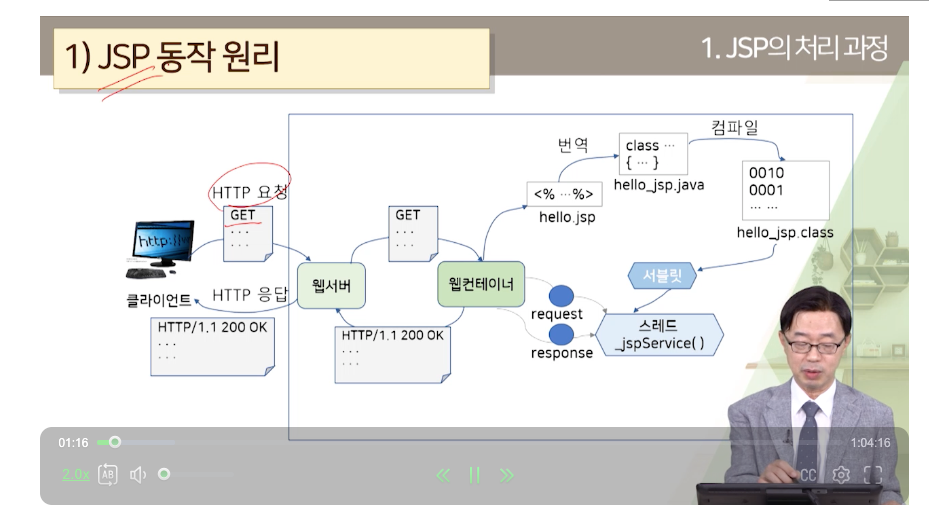 1) JSP 동작 원리
1. JSP의 처리 과정
HTTP 요청
GET
...
...
http://
클라이언트
HTTP 응답
HTTP/1.1 200 OK
...
...
웹서버
GET
...
...
HTTP/1.1 200 OK
...
...
웹컨테이너
<% ...%>
hello.jsp
번역
class ...
{ ... }
hello_jsp.java
컴파일
0010
0001
... ...
hello_jsp.class
서블릿
request
response
스레드
_jspService( )
01:16
1:04:16
2.0x
AB
CC